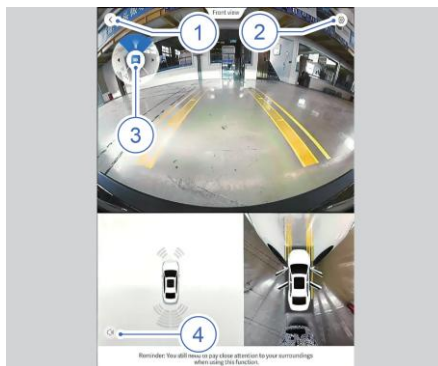 Front view
1
2
3
4
Reminder: You still need to pay close attention to your surroundings
when using this function.